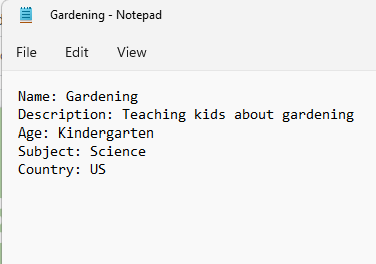 Gardening - Notepad
File Edit View
Name: Gardening
Description: Teaching kids about gardening
Age: Kindergarten
Subject: Science
Country: US